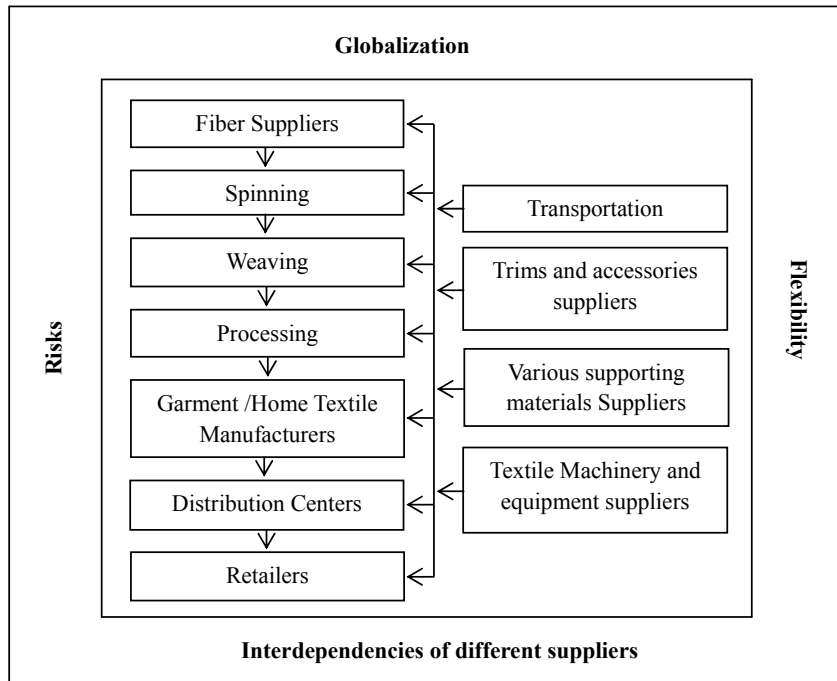 Globalization
Fiber Suppliers
Spinning
Weaving
Processing
Garment /Home Textile
Manufacturers
Distribution Centers
Retailers
Transportation
Trims and accessories
suppliers
Various supporting
materials Suppliers
Textile Machinery and
equipment suppliers
Risks
Flexibility
Interdependencies of different suppliers